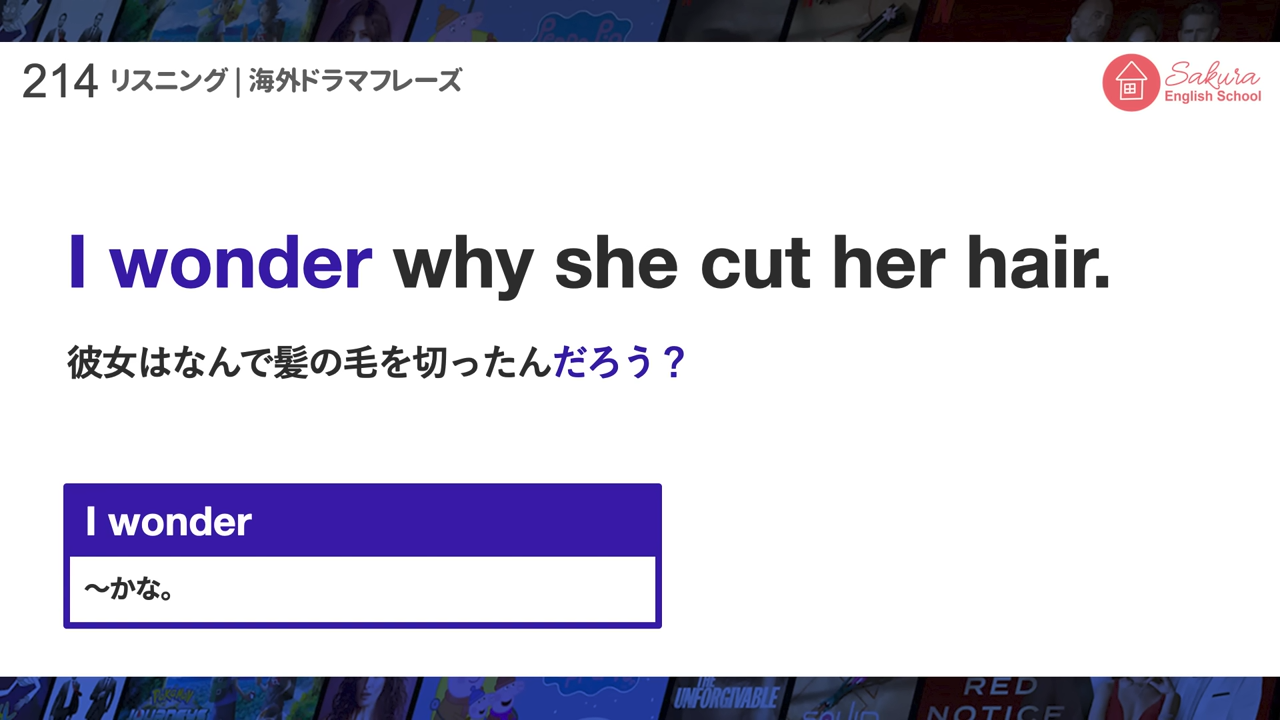 214 リスニング | 海外ドラマフレーズ
Sakura
English School
I wonder why she cut her hair.
彼女はなんで髪の毛を切ったんだろう？
I wonder
〜かな。
THE
UNFORGIVABLE
RED
NOTICE